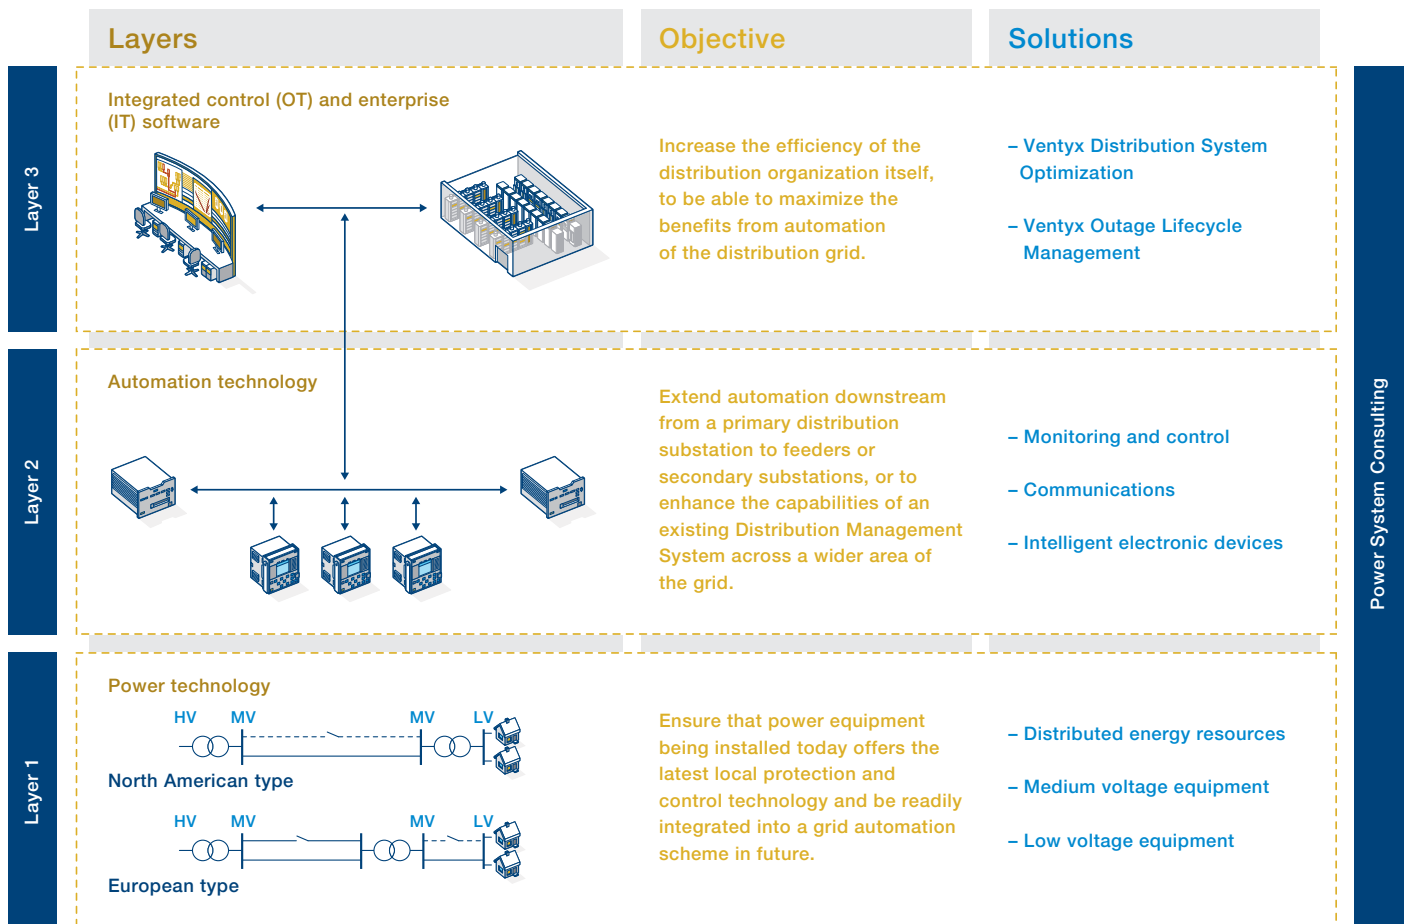 Layers
Objective
Solutions
Layer 3
Integrated control (OT) and enterprise
(IT) software
Increase the efficiency of the
distribution organization itself,
to be able to maximize the
benefits from automation
of the distribution grid.
– Ventyx Distribution System
Optimization
– Ventyx Outage Lifecycle
Management
Layer 2
Automation technology
Extend automation downstream
from a primary distribution
substation to feeders or
secondary substations, or to
enhance the capabilities of an
existing Distribution Management
System across a wider area of
the grid.
– Monitoring and control
– Communications
– Intelligent electronic devices
Layer 1
Power technology
HV MV MV LV
North American type
HV MV MV LV
European type
Ensure that power equipment
being installed today offers the
latest local protection and
control technology and be readily
integrated into a grid automation
scheme in future.
– Distributed energy resources
– Medium voltage equipment
– Low voltage equipment
Power System Consulting